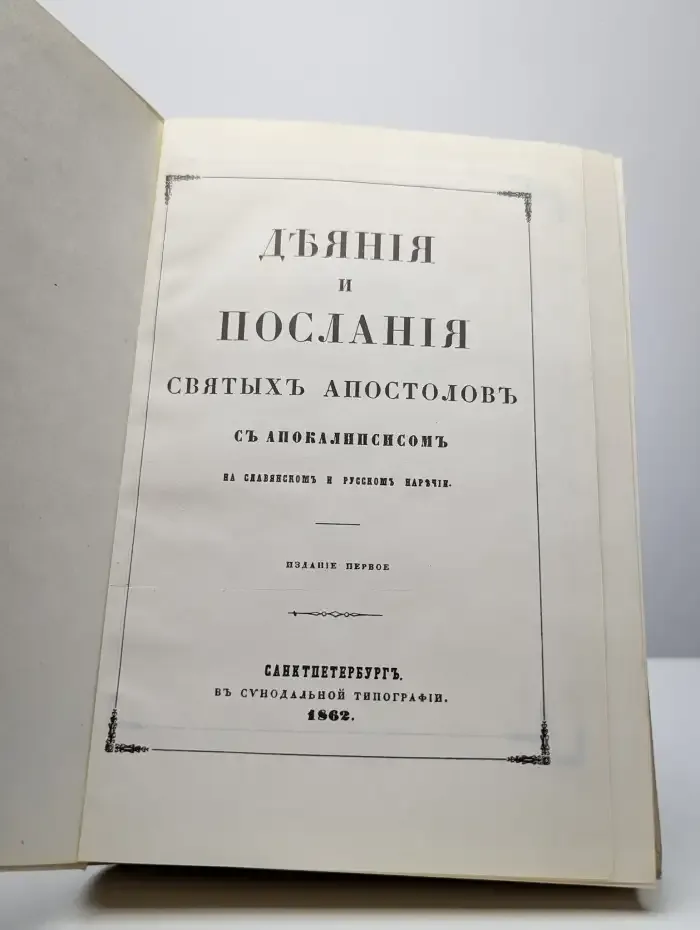 ДѢЯНІЯ
И
ПОСЛАНІЯ
СВЯТЫХЪ АПОСТОЛОВЪ
СЪ АПОКАЛИПСИСОМЪ
НА СЛАВЯНСКОМЪ И РУССКОМЪ НАРѢЧІИ.
ИЗДАНІЕ ПЕРВОЕ
САНКТПЕТЕРБУРГЪ.
ВЪ СѴНОДАЛЬНОЙ ТИПОГРАФІИ.
1862.